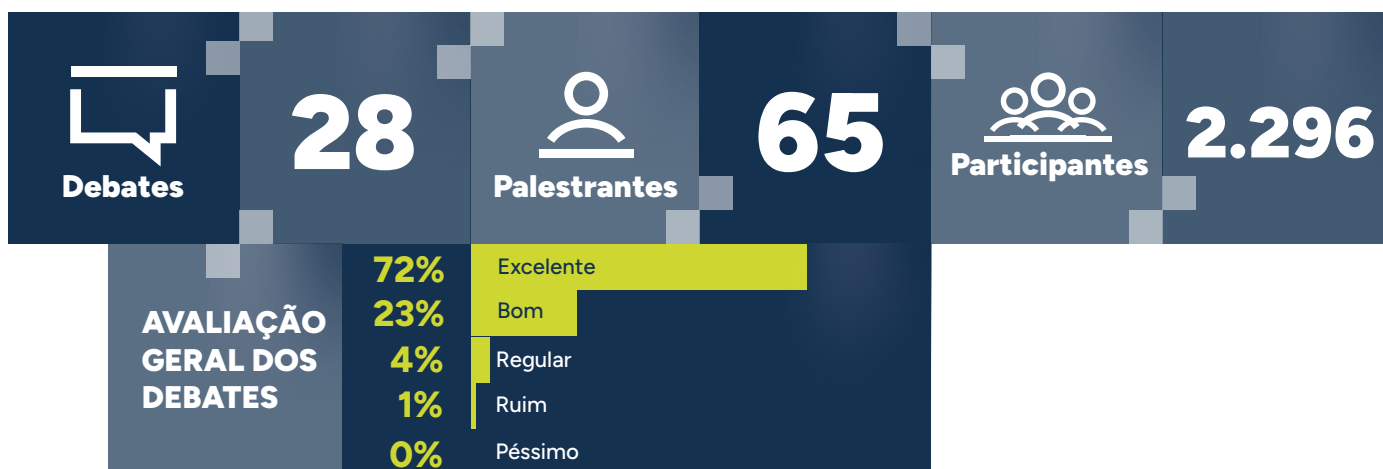 Debates
28
Palestrantes
65
Participantes
2.296
AVALIAÇÃO
GERAL DOS
DEBATES
72% Excelente
23% Bom
4% Regular
1% Ruim
0% Péssimo